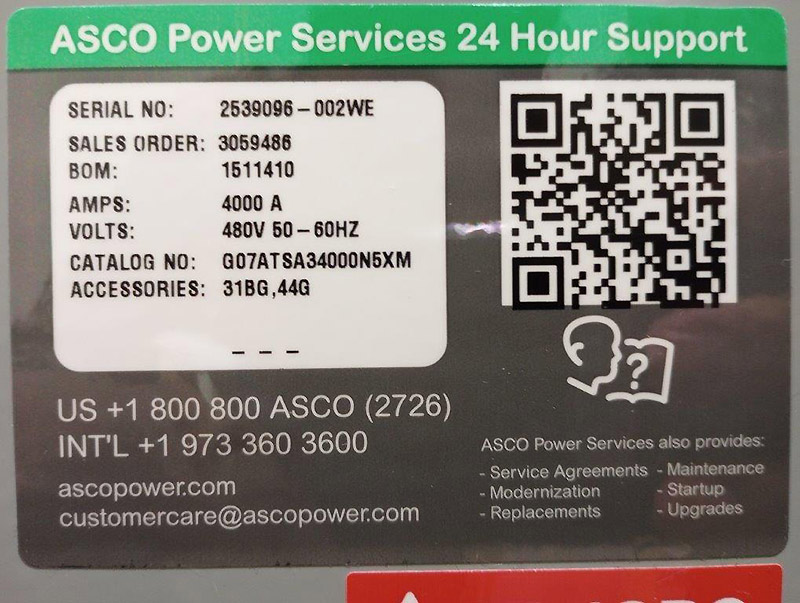 ASCO Power Services 24 Hour Support
SERIAL NO: 2539096-002WE
SALES ORDER: 3059486
BOM: 1511410
AMPS: 4000 A
VOLTS: 480V 50-60HZ
CATALOG NO: G07ATSA34000N5XM
ACCESSORIES: 31BG,44G
---
US +1 800 800 ASCO (2726)
INT'L +1 973 360 3600
ascopower.com
customercare@ascopower.com
?
ASCO Power Services also provides:
- Service Agreements - Maintenance
- Modernization - Startup
- Replacements - Upgrades